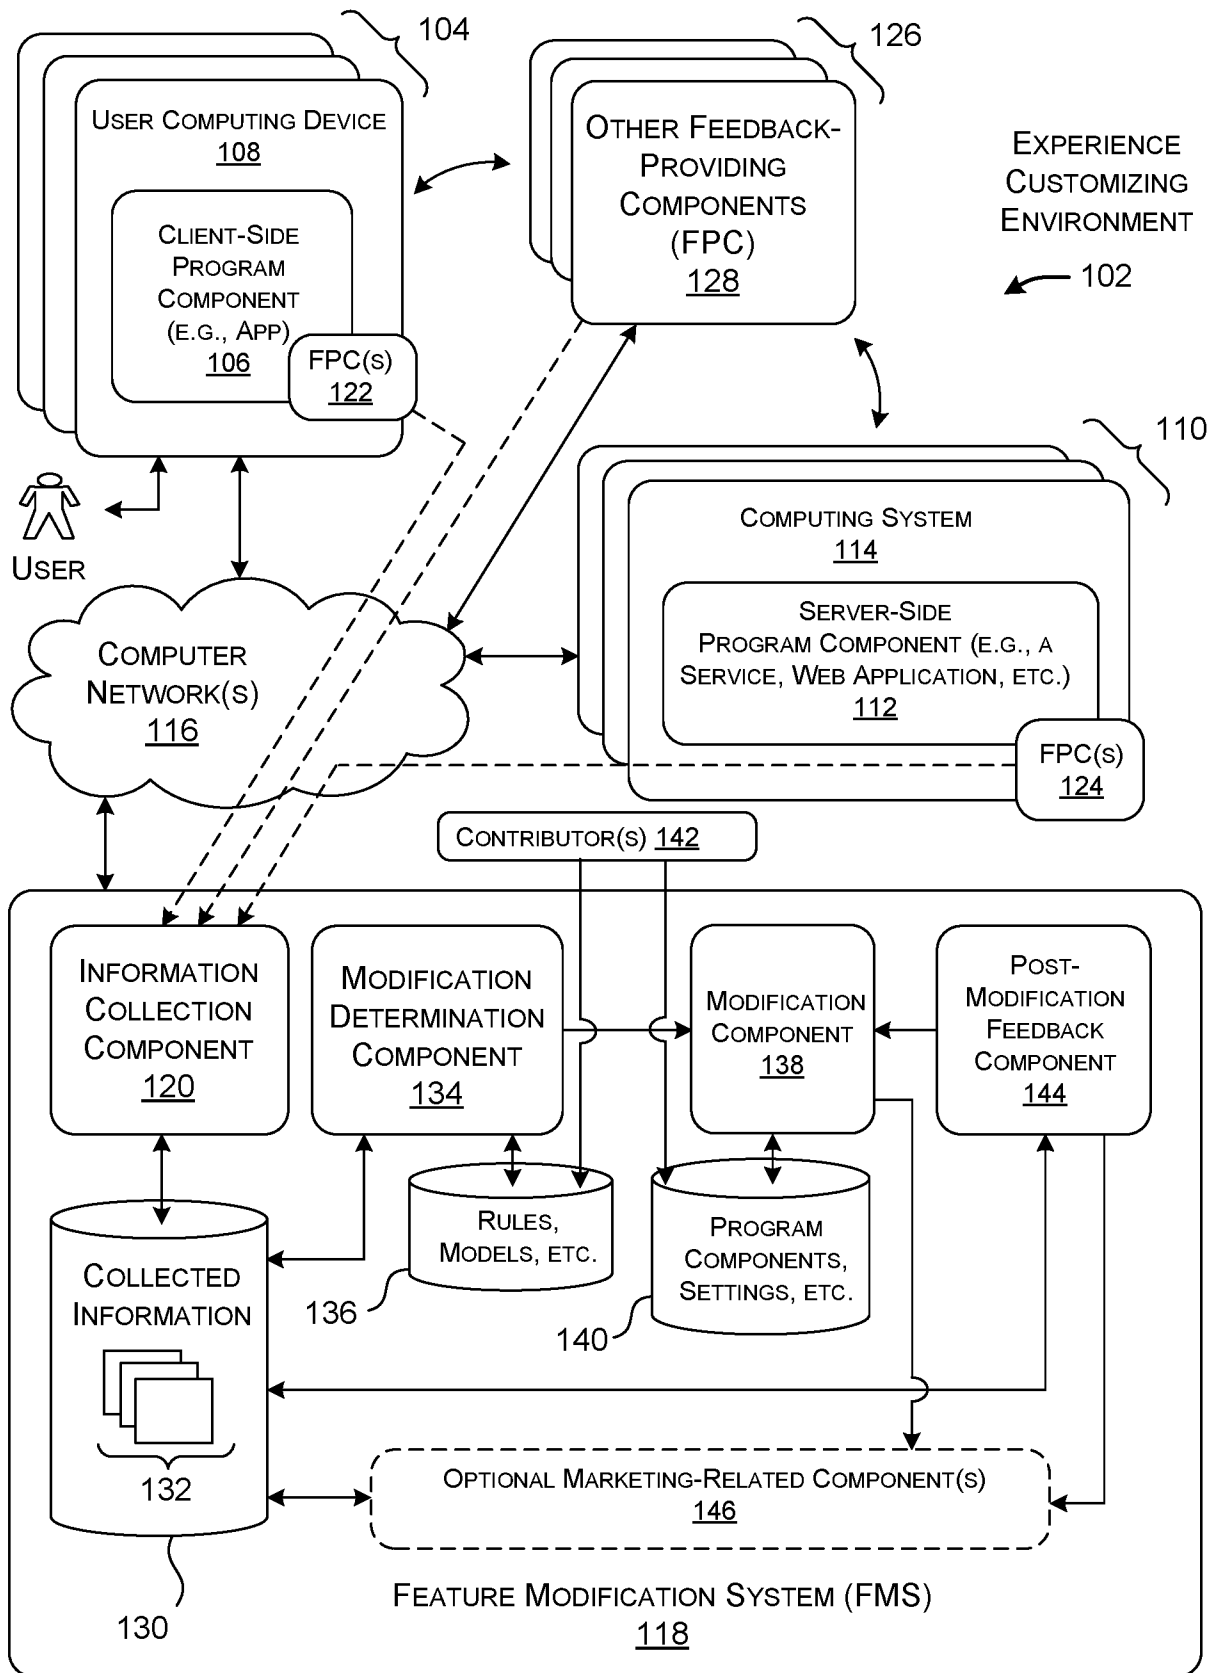 104
USER COMPUTING DEVICE
108
CLIENT-SIDE
PROGRAM
COMPONENT
(E.G., APP)
106
FPC(S)
122
126
OTHER FEEDBACK-
PROVIDING
COMPONENTS
(FPC)
128
EXPERIENCE
CUSTOMIZING
ENVIRONMENT
102
USER
110
COMPUTING SYSTEM
114
SERVER-SIDE
PROGRAM COMPONENT (E.G., A
SERVICE, WEB APPLICATION, ETC.)
112
FPC(S)
124
COMPUTER
NETWORK(S)
116
CONTRIBUTOR(S) 142
INFORMATION
COLLECTION
COMPONENT
120
MODIFICATION
DETERMINATION
COMPONENT
134
MODIFICATION
COMPONENT
138
POST-
MODIFICATION
FEEDBACK
COMPONENT
144
COLLECTED
INFORMATION
132
130
RULES,
MODELS, ETC.
136
PROGRAM
COMPONENTS,
SETTINGS, ETC.
140
OPTIONAL MARKETING-RELATED COMPONENT(S)
146
FEATURE MODIFICATION SYSTEM (FMS)
118